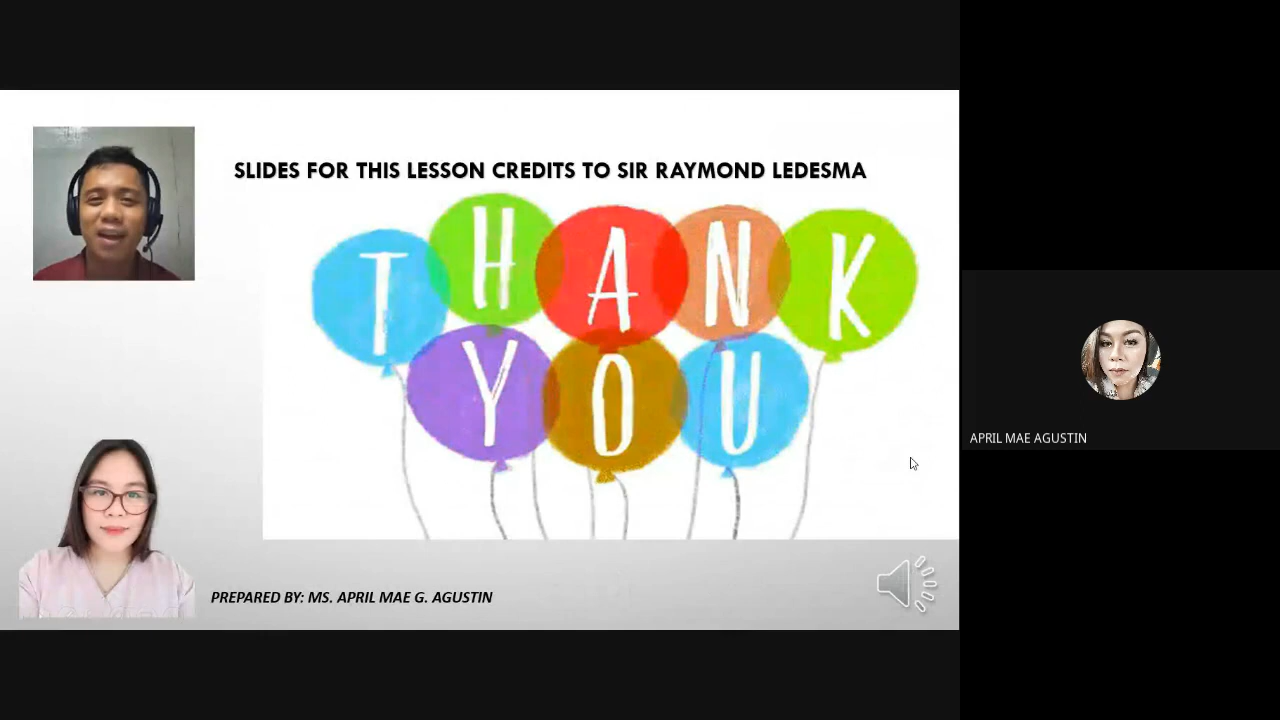 SLIDES FOR THIS LESSON CREDITS TO SIR RAYMOND LEDESMA
THANK
YOU
PREPARED BY: MS. APRIL MAE G. AGUSTIN
APRIL MAE AGUSTIN